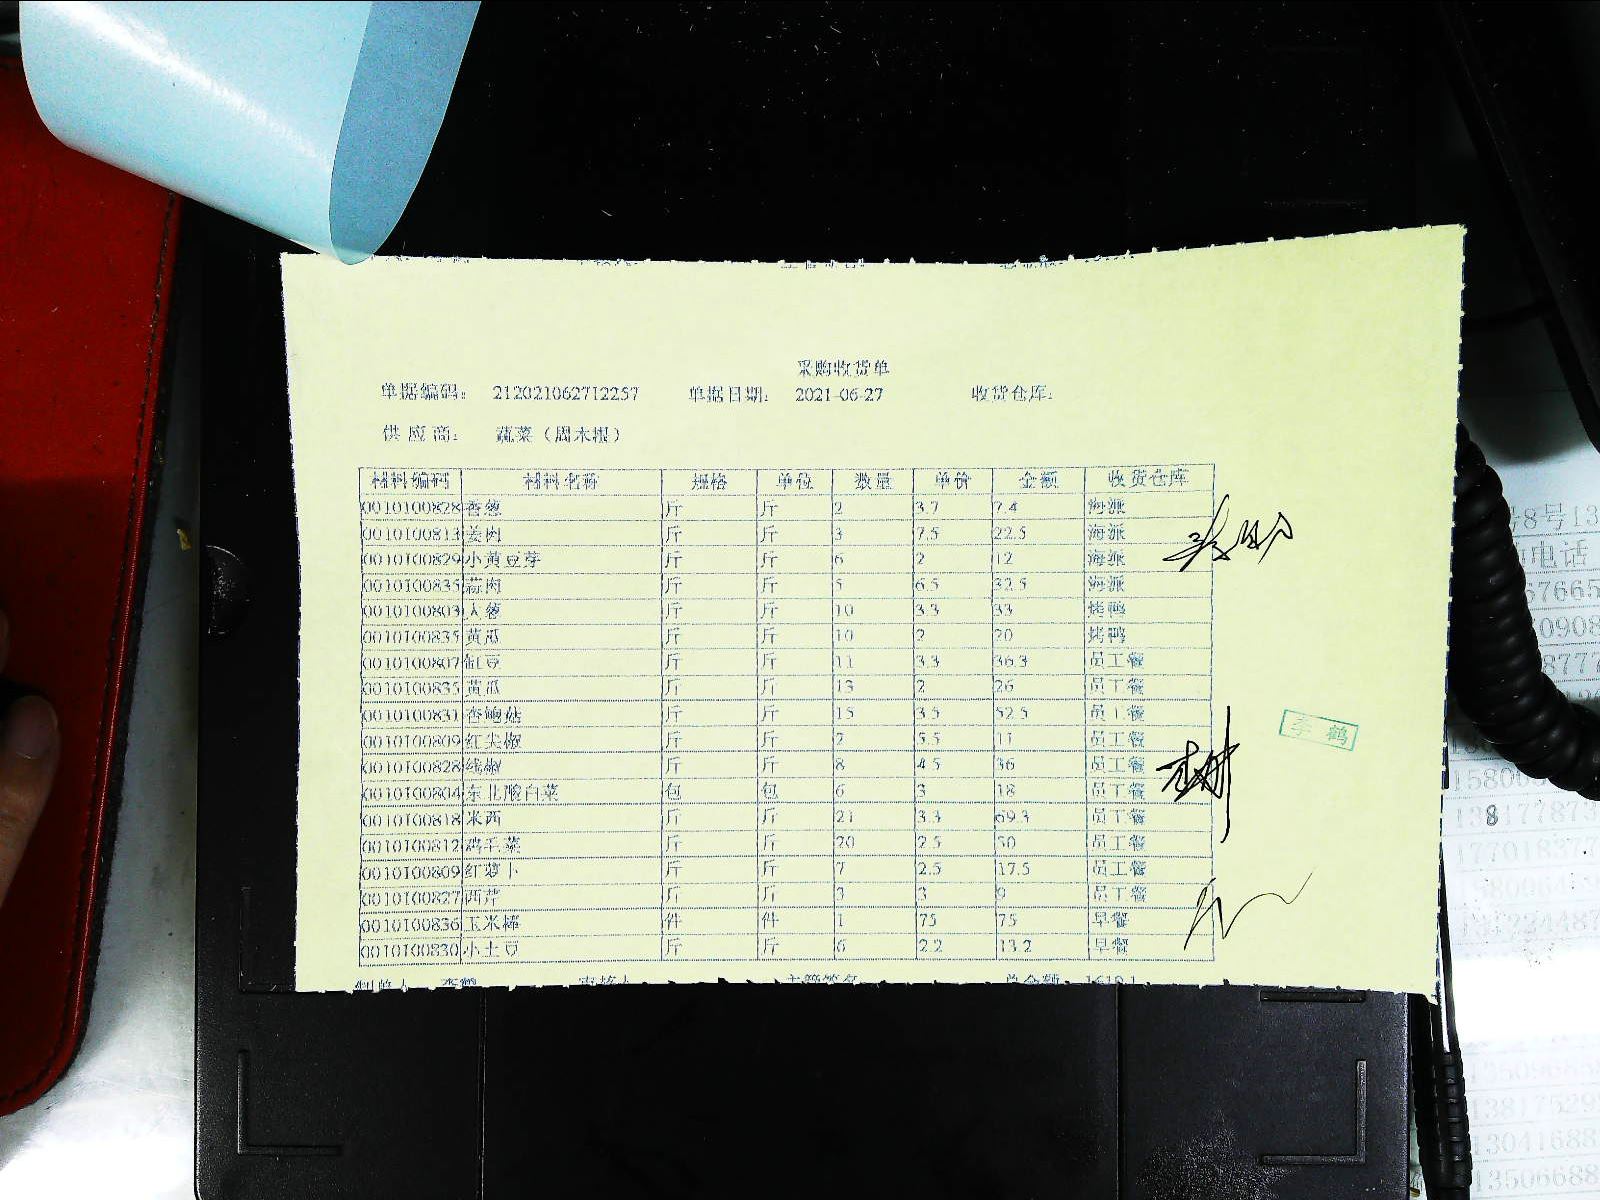 采购收货单
单据编码: 212021062712257 单据日期: 2021-06-27 收货仓库:
供应商: 蔬菜（周末根）
材料编码 材料名称 规格 单位 数量 单价 金额 收货仓库
0010100828 香葱 斤 斤 2 3.7 7.4 海派
0010100813 姜肉 斤 斤 3 7.5 22.5 海派
0010100829 小黄豆芽 斤 斤 6 2 12 海派
0010100835 蒜肉 斤 斤 5 6.5 32.5 海派
0010100803 大葱 斤 斤 10 3.3 33 烤鸭
0010100835 黄瓜 斤 斤 10 2 20 烤鸭
0010100807 豇豆 斤 斤 11 3.3 36.3 员工餐
0010100835 黄瓜 斤 斤 13 2 26 员工餐
0010100831 杏鲍菇 斤 斤 15 3.5 52.5 员工餐
0010100809 红尖椒 斤 斤 2 5.5 11 员工餐
0010100828 线椒 斤 斤 8 4.5 36 员工餐
0010100804 东北酸白菜 包 包 6 3 18 员工餐
0010100818 米西 斤 斤 21 3.3 69.3 员工餐
0010100812 鸡毛菜 斤 斤 20 2.5 50 员工餐
0010100809 红萝卜 斤 斤 7 2.5 17.5 员工餐
0010100827 西芹 斤 斤 3 3 9 员工餐
0010100836 玉米棒 件 件 1 75 75 早餐
0010100830 小土豆 斤 斤 6 2.2 13.2 早餐
李鹤